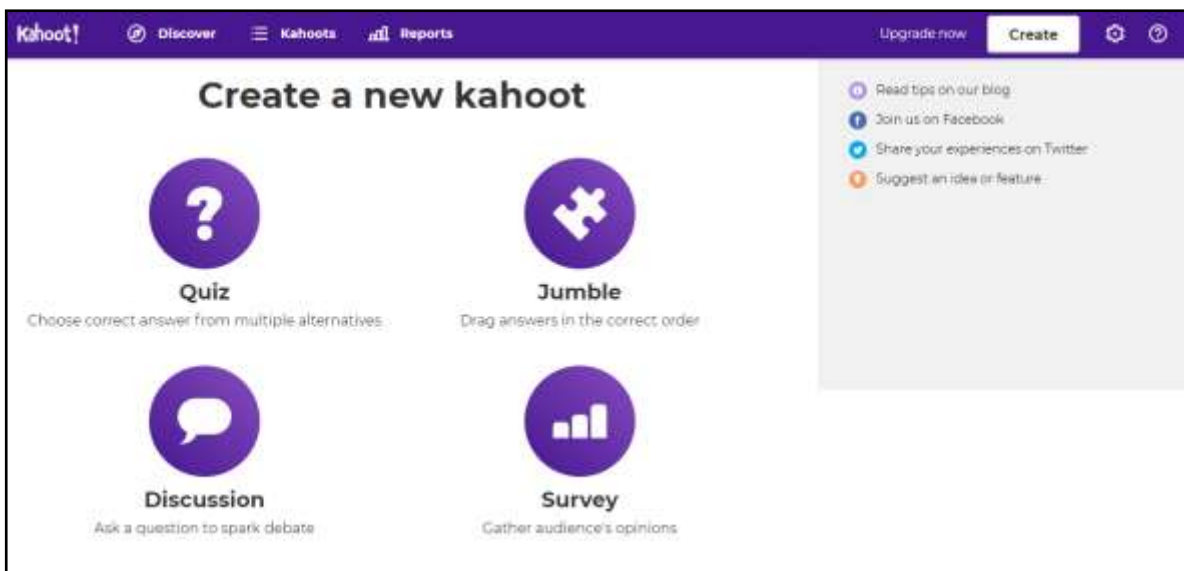 Kahoot! Discover Kahoots Reports Upgrade now Create
Create a new kahoot
Quiz
Choose correct answer from multiple alternatives
Jumble
Drag answers in the correct order
Discussion
Ask a question to spark debate
Survey
Gather audience's opinions
Read tips on our blog
Join us on Facebook
Share your experiences on Twitter
Suggest an idea or feature